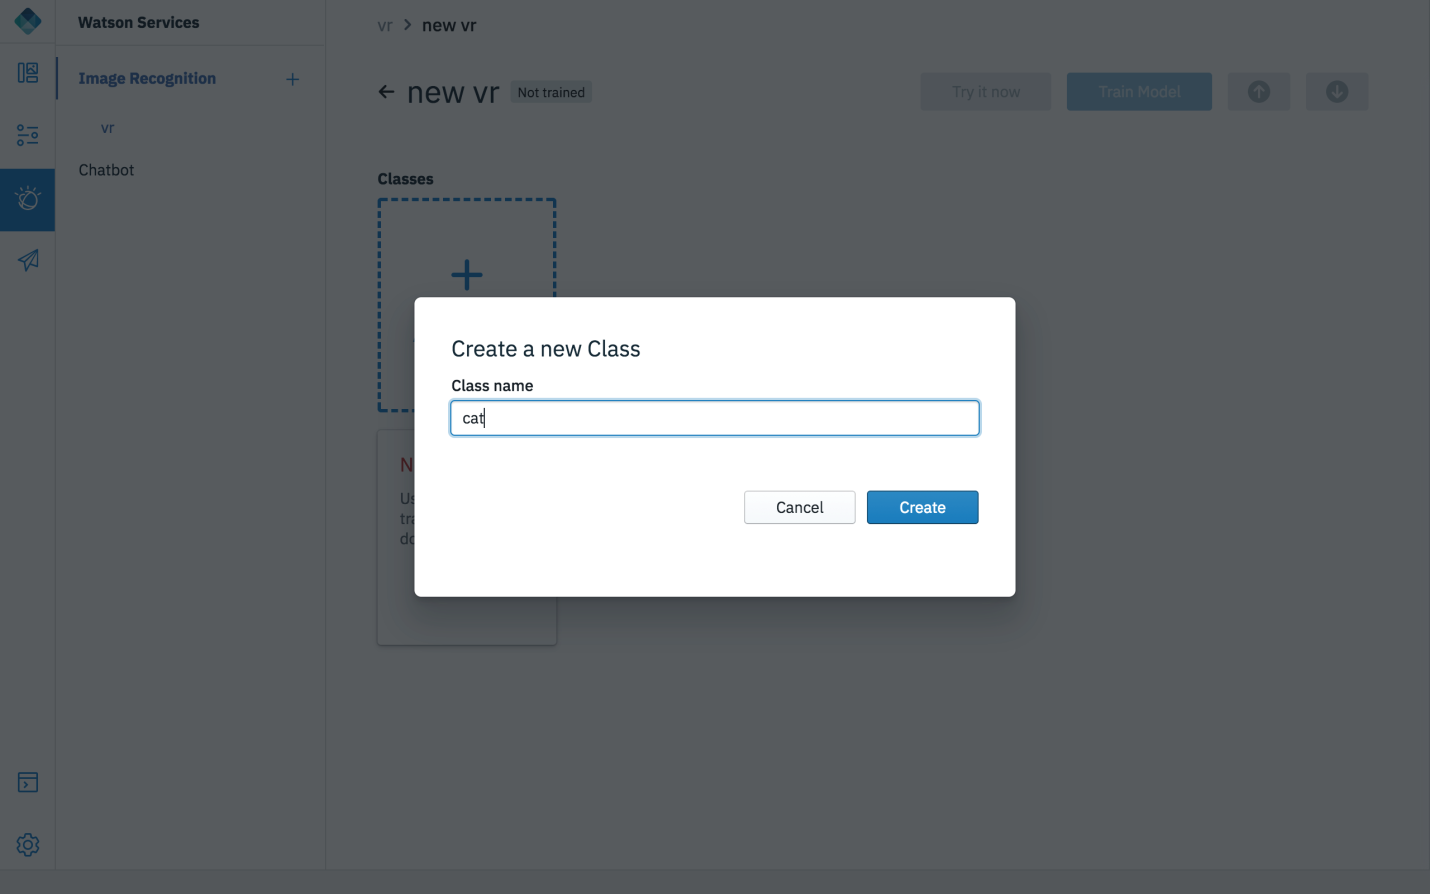 Watson Services
Image Recognition
vr
Chatbot
vr > new vr
new vr
Not trained
Try it now
Train Model
Classes
Create a new Class
Class name
cat
Cancel
Create